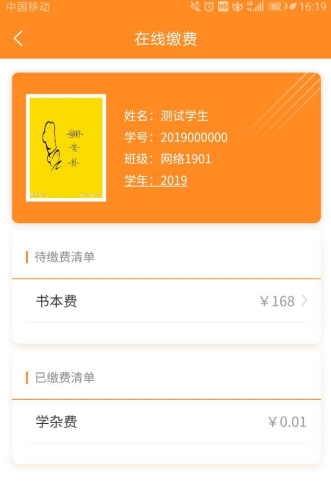 中国移动
16:19
在线缴费
姓名：测试学生
学号：2019000000
班级：网络1901
学年：2019
待缴费清单
书本费
￥168
已缴费清单
学杂费
￥0.01